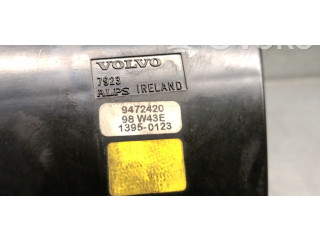 VOLVO
7923
ALPS IRELAND
9472420
98 W43E
1395-0123